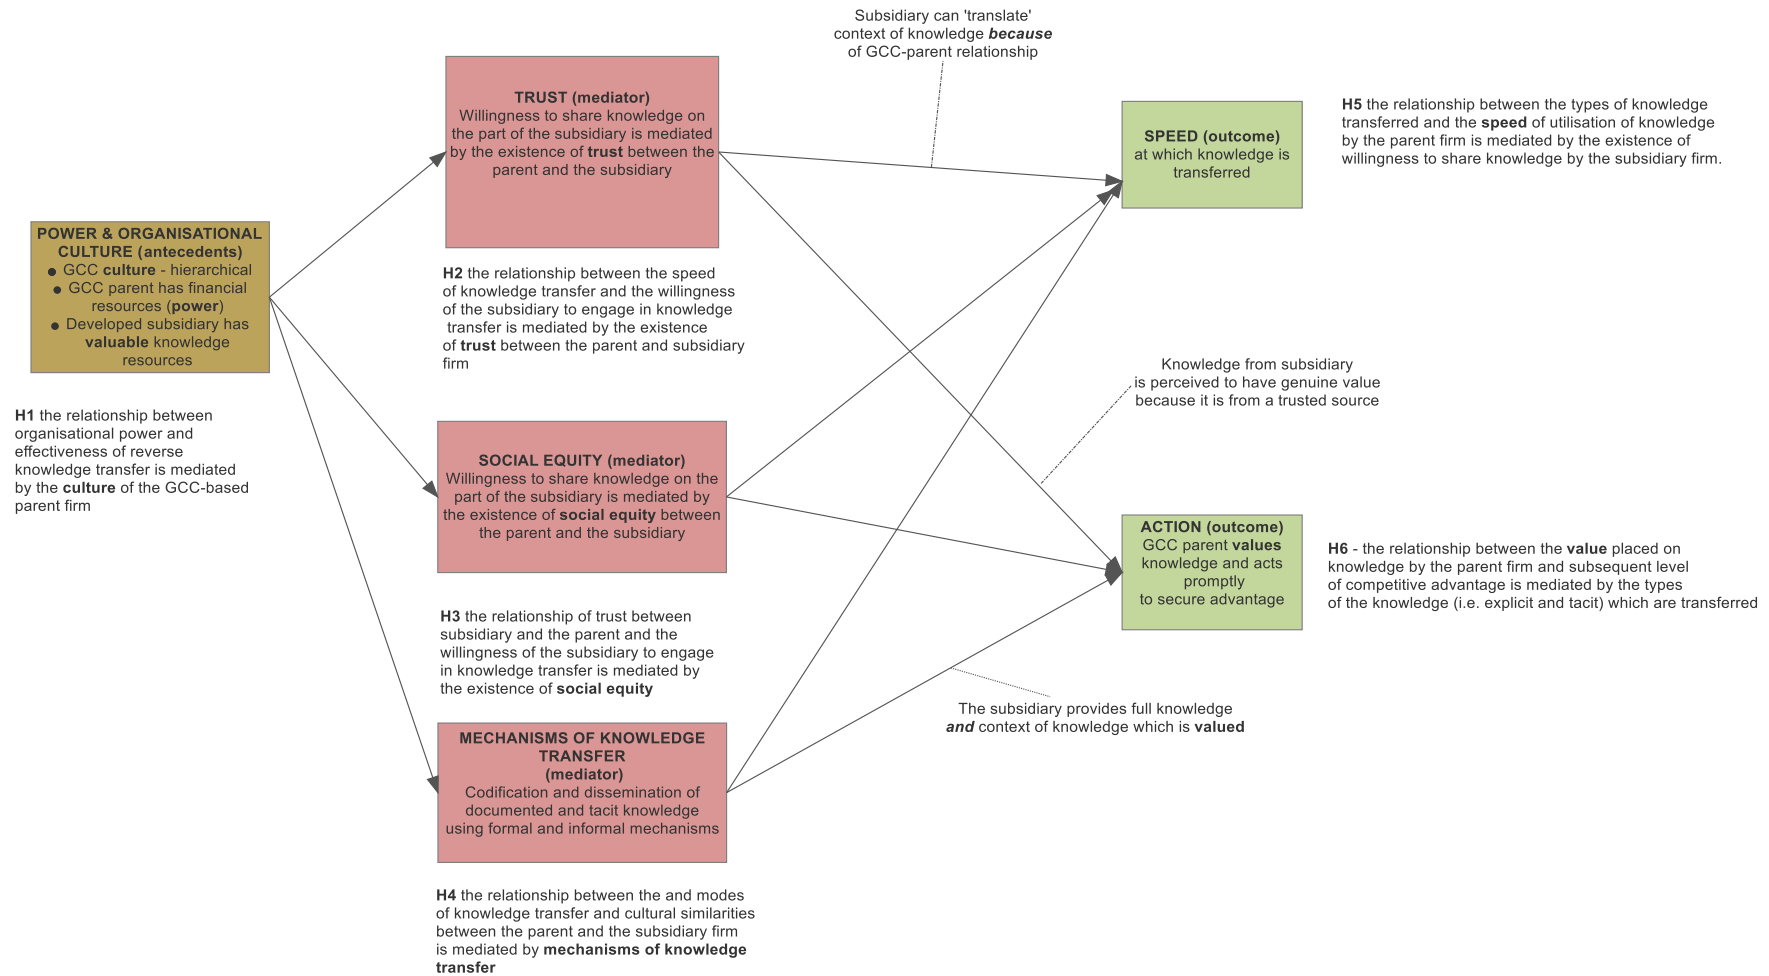 Subsidiary can 'translate'
context of knowledge because
of GCC-parent relationship
TRUST (mediator)
Willingness to share knowledge on
the part of the subsidiary is mediated
by the existence of trust between the
parent and the subsidiary
SPEED (outcome)
at which knowledge is
transferred
H5 the relationship between the types of knowledge
transferred and the speed of utilisation of knowledge
by the parent firm is mediated by the existence of
willingness to share knowledge by the subsidiary firm.
POWER & ORGANISATIONAL
CULTURE (antecedents)
● GCC culture - hierarchical
● GCC parent has financial
resources (power)
● Developed subsidiary has
valuable knowledge
resources
H2 the relationship between the speed
of knowledge transfer and the willingness
of the subsidiary to engage in knowledge
transfer is mediated by the existence
of trust between the parent and subsidiary
firm
Knowledge from subsidiary
is perceived to have genuine value
because it is from a trusted source
H1 the relationship between
organisational power and
effectiveness of reverse
knowledge transfer is mediated
by the culture of the GCC-based
parent firm
SOCIAL EQUITY (mediator)
Willingness to share knowledge on the
part of the subsidiary is mediated by
the existence of social equity between
the parent and the subsidiary
ACTION (outcome)
GCC parent values
knowledge and acts
promptly
to secure advantage
H6 - the relationship between the value placed on
knowledge by the parent firm and subsequent level
of competitive advantage is mediated by the types
of the knowledge (i.e. explicit and tacit) which are transferred
H3 the relationship of trust between
subsidiary and the parent and the
willingness of the subsidiary to engage
in knowledge transfer is mediated by
the existence of social equity
The subsidiary provides full knowledge
and context of knowledge which is valued
MECHANISMS OF KNOWLEDGE
TRANSFER
(mediator)
Codification and dissemination of
documented and tacit knowledge
using formal and informal mechanisms
H4 the relationship between the and modes
of knowledge transfer and cultural similarities
between the parent and the subsidiary firm
is mediated by mechanisms of knowledge
transfer